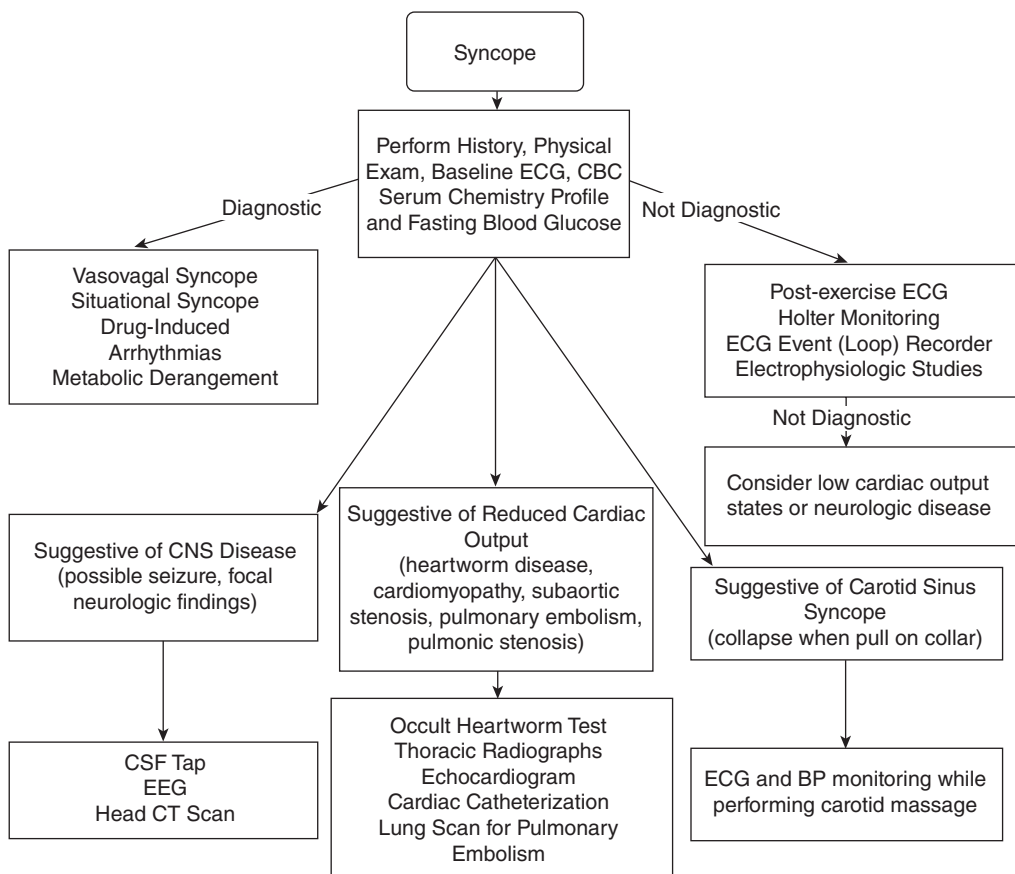 Syncope
Perform History, Physical
Exam, Baseline ECG, CBC
Serum Chemistry Profile
and Fasting Blood Glucose
Diagnostic
Not Diagnostic
Vasovagal Syncope
Situational Syncope
Drug-Induced
Arrhythmias
Metabolic Derangement
Post-exercise ECG
Holter Monitoring
ECG Event (Loop) Recorder
Electrophysiologic Studies
Not Diagnostic
Consider low cardiac output
states or neurologic disease
Suggestive of CNS Disease
(possible seizure, focal
neurologic findings)
Suggestive of Reduced Cardiac
Output
(heartworm disease,
cardiomyopathy, subaortic
stenosis, pulmonary embolism,
pulmonic stenosis)
Suggestive of Carotid Sinus
Syncope
(collapse when pull on collar)
CSF Tap
EEG
Head CT Scan
Occult Heartworm Test
Thoracic Radiographs
Echocardiogram
Cardiac Catheterization
Lung Scan for Pulmonary
Embolism
ECG and BP monitoring while
performing carotid massage